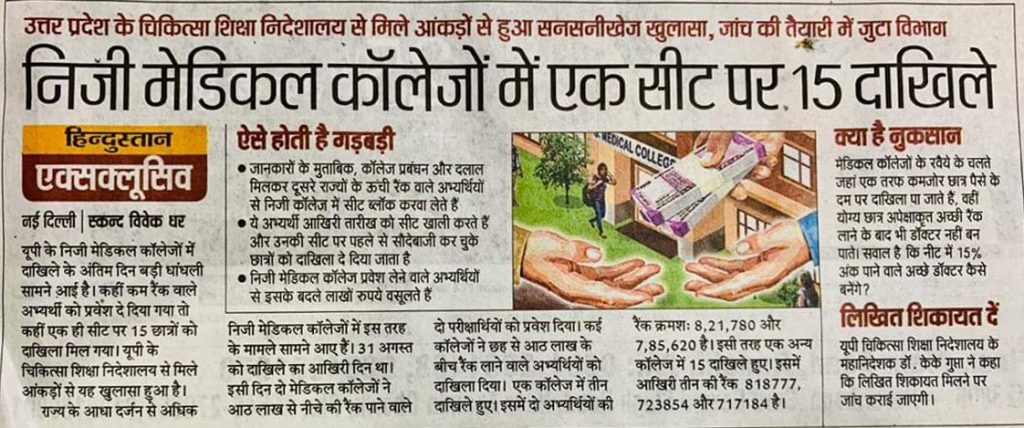 उत्तर प्रदेश के चिकित्सा शिक्षा निदेशालय से मिले आंकड़ों से हुआ सनसनीखेज खुलासा, जांच की तैयारी में जुटा विभाग
निजी मेडिकल कॉलेजों में एक सीट पर 15 दाखिले
हिन्दुस्तान
एक्सक्लूसिव
नई दिल्ली | स्कन्द विवेक धर
यूपी के निजी मेडिकल कॉलेजों में
दाखिले के अंतिम दिन बड़ी धांधली
सामने आई है। कहीं कम रैंक वाले
अभ्यर्थी को प्रवेश दे दिया गया तो
कहीं एक ही सीट पर 15 छात्रों को
दाखिला मिल गया। यूपी के
चिकित्सा शिक्षा निदेशालय से मिले
आंकड़ों से यह खुलासा हुआ है।
राज्य के आधा दर्जन से अधिक
ऐसे होती है गड़बड़ी
● जानकारों के मुताबिक, कॉलेज प्रबंधन और दलाल
मिलकर दूसरे राज्यों के ऊंची रैंक वाले अभ्यर्थियों
से निजी कॉलेज में सीट ब्लॉक करवा लेते हैं
● ये अभ्यर्थी आखिरी तारीख को सीट खाली करते हैं
और उनकी सीट पर पहले से सौदेबाजी कर चुके
छात्रों को दाखिला दे दिया जाता है
● निजी मेडिकल कॉलेज प्रवेश लेने वाले अभ्यर्थियों
से इसके बदले लाखों रुपये वसूलते हैं
MEDICAL COLLEGE
निजी मेडिकल कॉलेजों में इस तरह
के मामले सामने आए हैं। 31 अगस्त
को दाखिले का आखिरी दिन था।
इसी दिन दो मेडिकल कॉलेजों ने
आठ लाख से नीचे की रैंक पाने वाले
दो परीक्षार्थियों को प्रवेश दिया। कई
कॉलेजों ने छह से आठ लाख के
बीच रैंक लाने वाले अभ्यर्थियों को
दाखिला दिया। एक कॉलेज में तीन
दाखिले हुए। इसमें दो अभ्यर्थियों की
रैंक क्रमश: 8,21,780 और
7,85,620 है। इसी तरह एक अन्य
कॉलेज में 15 दाखिले हुए। इसमें
आखिरी तीन की रैंक 818777,
723854 और 717184 है।
क्या है नुकसान
मेडिकल कॉलेजों के रवैये के चलते
जहां एक तरफ कमजोर छात्र पैसे के
दम पर दाखिला पा जाते हैं, वहीं
योग्य छात्र अपेक्षाकृत अच्छी रैंक
लाने के बाद भी डॉक्टर नहीं बन
पाते। सवाल है कि नीट में 15%
अंक पाने वाले अच्छे डॉक्टर कैसे
बनेंगे?
लिखित शिकायत दें
यूपी चिकित्सा शिक्षा निदेशालय के
महानिदेशक डॉ. केके गुप्ता ने कहा
कि लिखित शिकायत मिलने पर
जांच कराई जाएगी।